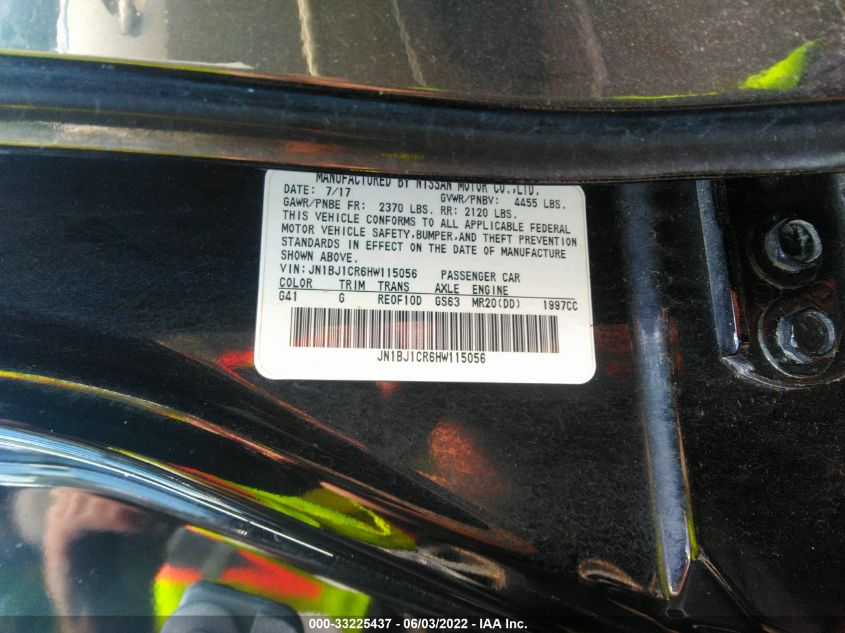 MANUFACTURED BY NISSAN MOTOR CO.,LTD.
DATE: 7/17 GVWR/PNBV: 4455 LBS.
GAWR/PNBE FR: 2370 LBS. RR: 2120 LBS.
THIS VEHICLE CONFORMS TO ALL APPLICABLE FEDERAL
MOTOR VEHICLE SAFETY,BUMPER,AND THEFT PREVENTION
STANDARDS IN EFFECT ON THE DATE OF MANUFACTURE
SHOWN ABOVE.
VIN: JN1BJ1CR6HW115056 PASSENGER CAR
COLOR TRIM TRANS AXLE ENGINE
G41 G RE0F10D GS63 MR20(DD) 1997CC
JN1BJ1CR6HW115056
000-33225437 - 06/03/2022 - IAA Inc.